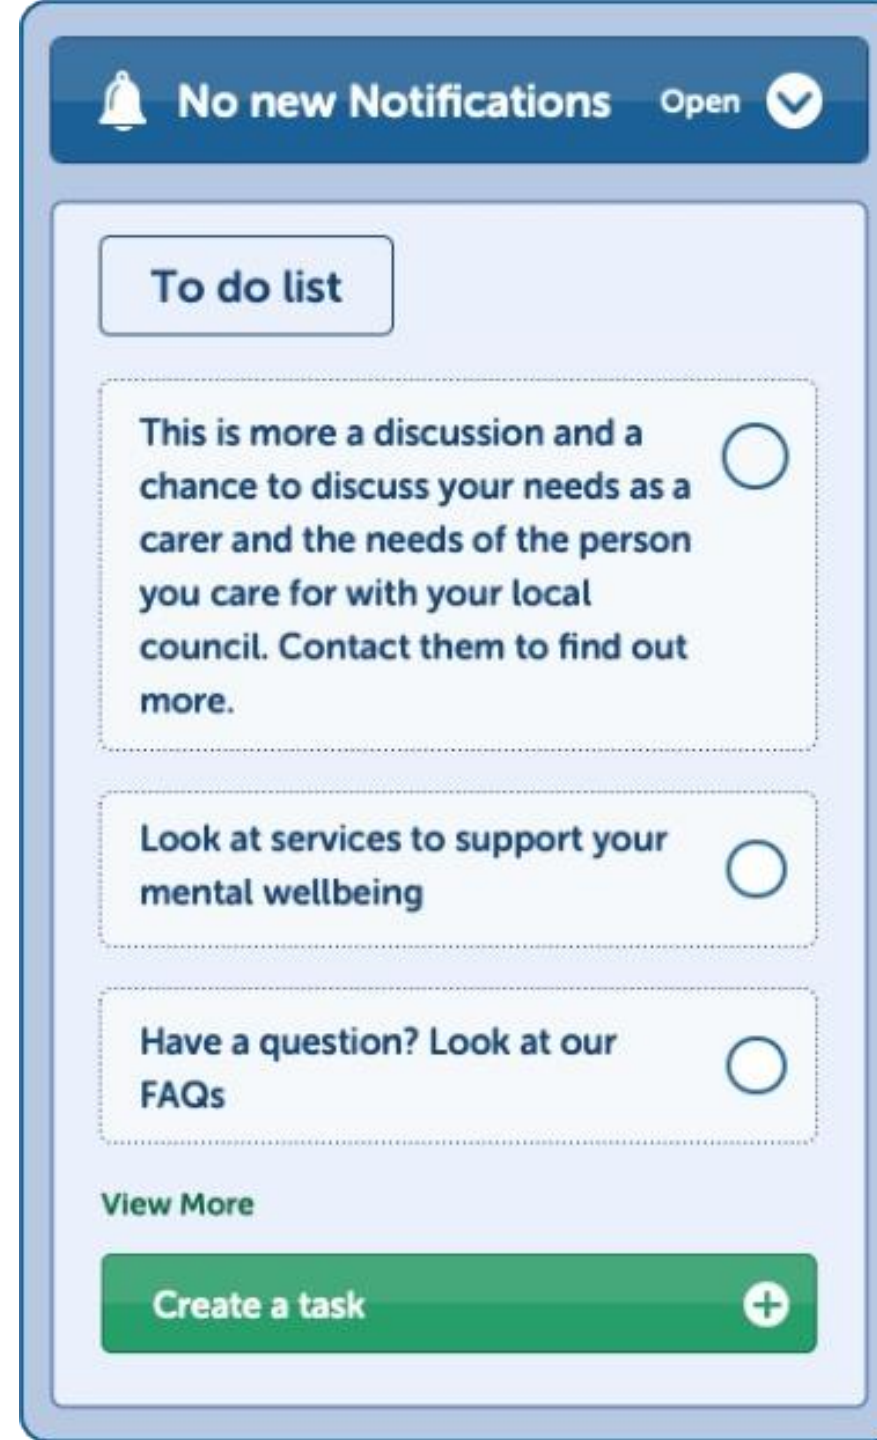 No new Notifications Open
To do list
This is more a discussion and a
chance to discuss your needs as a
carer and the needs of the person
you care for with your local
council. Contact them to find out
more.
Look at services to support your
mental wellbeing
Have a question? Look at our
FAQs
View More
Create a task